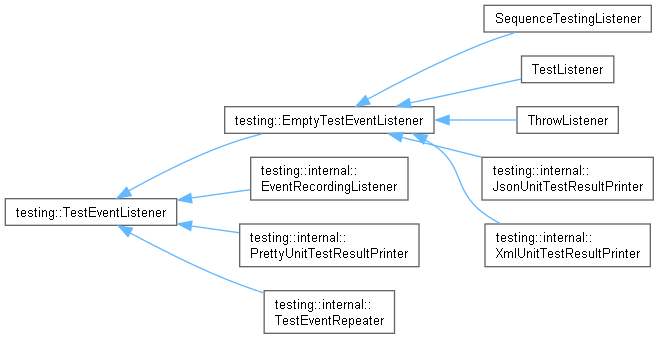 SequenceTestingListener
TestListener
testing::EmptyTestEventListener
ThrowListener
testing::internal::
EventRecordingListener
testing::internal::
JsonUnitTestResultPrinter
testing::TestEventListener
testing::internal::
PrettyUnitTestResultPrinter
testing::internal::
XmlUnitTestResultPrinter
testing::internal::
TestEventRepeater